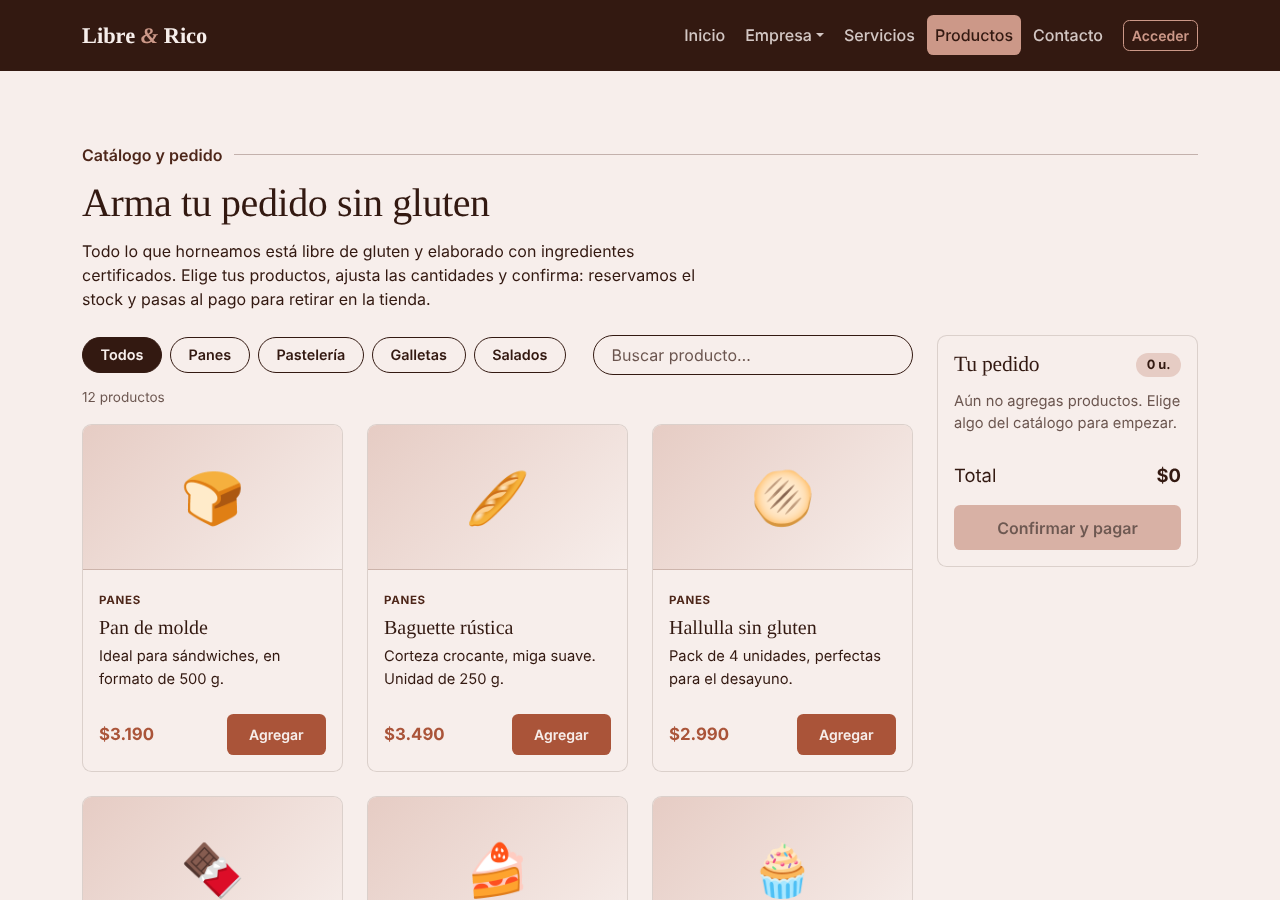 Libre & Rico
Inicio
Empresa
Servicios
Productos
Contacto
Acceder
Catálogo y pedido
Arma tu pedido sin gluten
Todo lo que horneamos está libre de gluten y elaborado con ingredientes
certificados. Elige tus productos, ajusta las cantidades y confirma: reservamos el
stock y pasas al pago para retirar en la tienda.
Todos
Panes
Pastelería
Galletas
Salados
Buscar producto...
12 productos
Tu pedido
0 u.
Aún no agregas productos. Elige
algo del catálogo para empezar.
Total
$0
Confirmar y pagar
PANES
Pan de molde
Ideal para sándwiches, en
formato de 500 g.
$3.190
Agregar
PANES
Baguette rústica
Corteza crocante, miga suave.
Unidad de 250 g.
$3.490
Agregar
PANES
Hallulla sin gluten
Pack de 4 unidades, perfectas
para el desayuno.
$2.990
Agregar